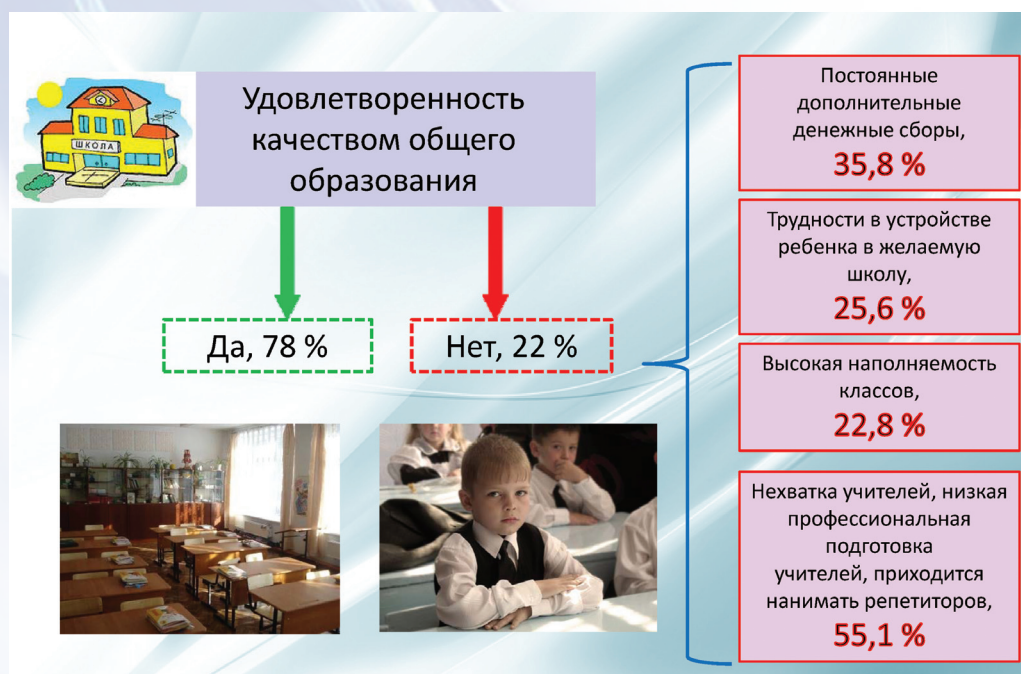 ШКОЛА
Удовлетворенность
качеством общего
образования
Да, 78 %
Нет, 22 %
Постоянные
дополнительные
денежные сборы,
35,8 %
Трудности в устройстве
ребенка в желаемую
школу,
25,6 %
Высокая наполняемость
классов,
22,8 %
Нехватка учителей, низкая
профессиональная
подготовка
учителей, приходится
нанимать репетиторов,
55,1 %